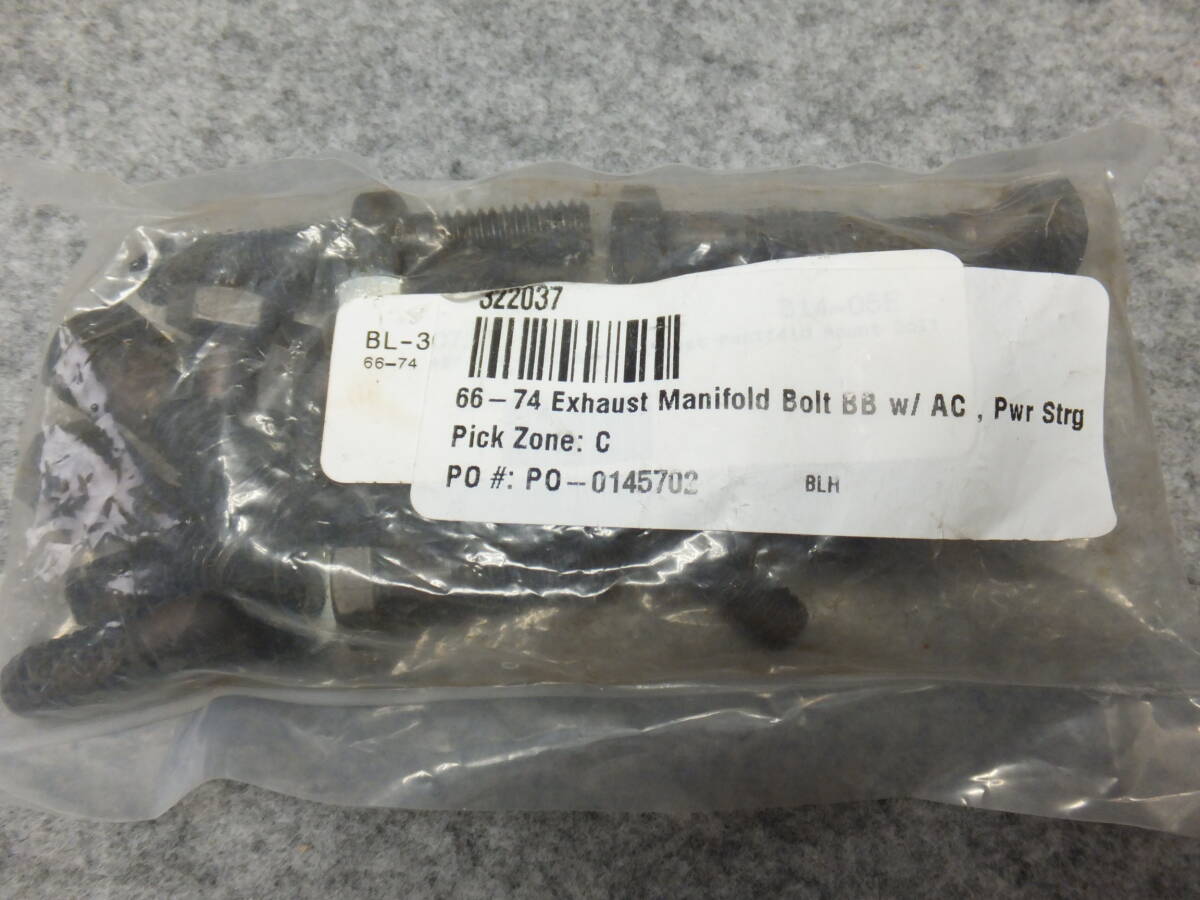 322037
BL-3
66-74
66-74 Exhaust Manifold Bolt BB w/ AC , Pwr Strg
Pick Zone: C
PO #: PO-0145702
BLH